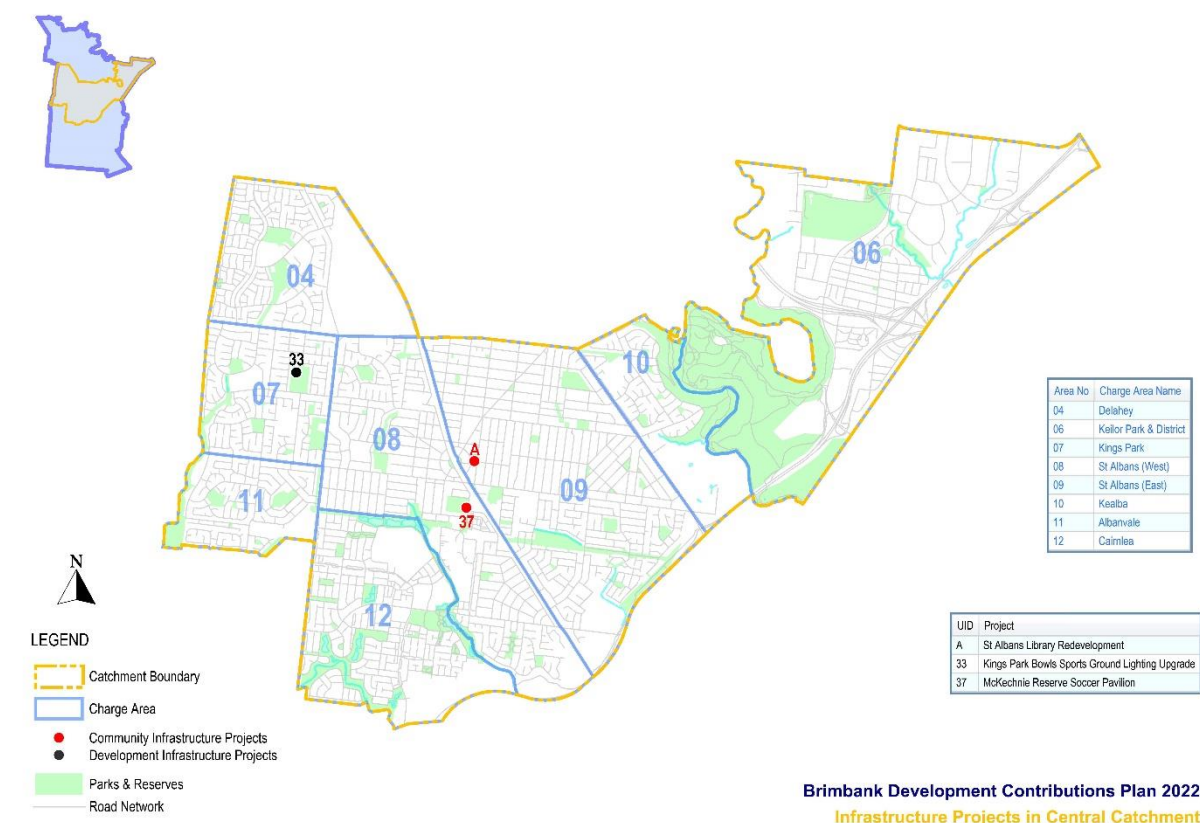 04
06
33
10
07
08
A
09
11
37
12
N
LEGEND
Catchment Boundary
Charge Area
Community Infrastructure Projects
Development Infrastructure Projects
Parks & Reserves
Road Network
Area No Charge Area Name
04 Delahey
06 Keilor Park & District
07 Kings Park
08 St Albans (West)
09 St Albans (East)
10 Kealba
11 Albanvale
12 Cairnlea
UID Project
A St Albans Library Redevelopment
33 Kings Park Bowls Sports Ground Lighting Upgrade
37 McKechnie Reserve Soccer Pavilion
Brimbank Development Contributions Plan 2022
Infrastructure Projects in Central Catchment